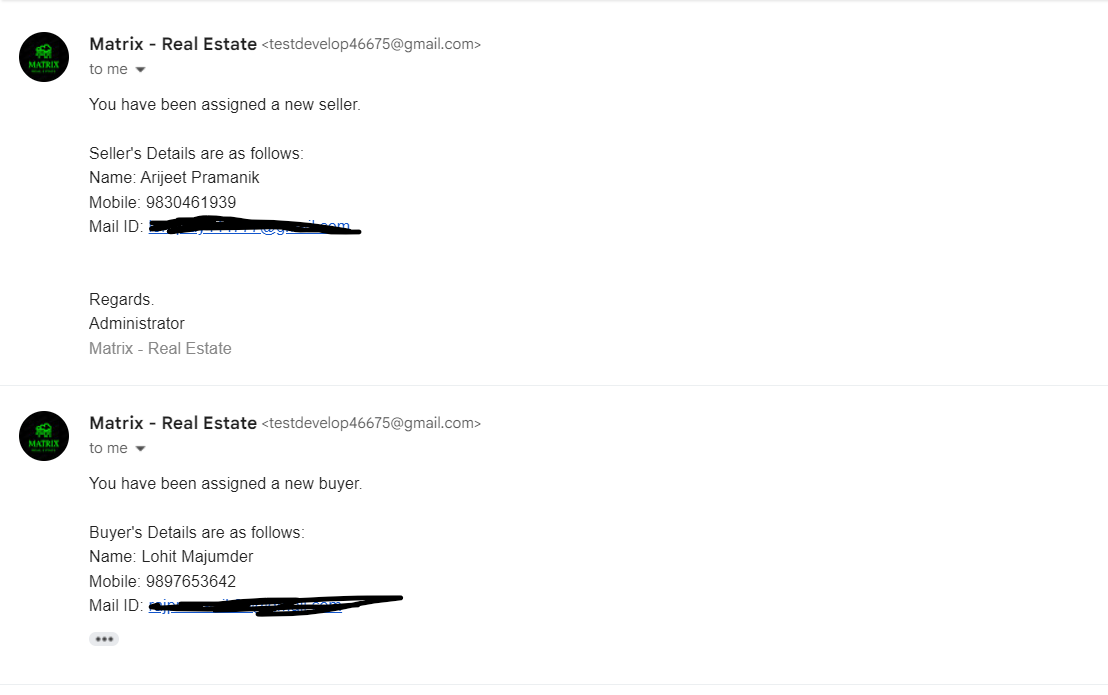 Matrix - Real Estate <testdevelop46675@gmail.com>
to me
You have been assigned a new seller.
Seller's Details are as follows:
Name: Arijeet Pramanik
Mobile: 9830461939
Mail ID:
Regards.
Administrator
Matrix - Real Estate
MATRIX
Matrix - Real Estate <testdevelop46675@gmail.com>
to me
You have been assigned a new buyer.
Buyer's Details are as follows:
Name: Lohit Majumder
Mobile: 9897653642
Mail ID:
MATRIX